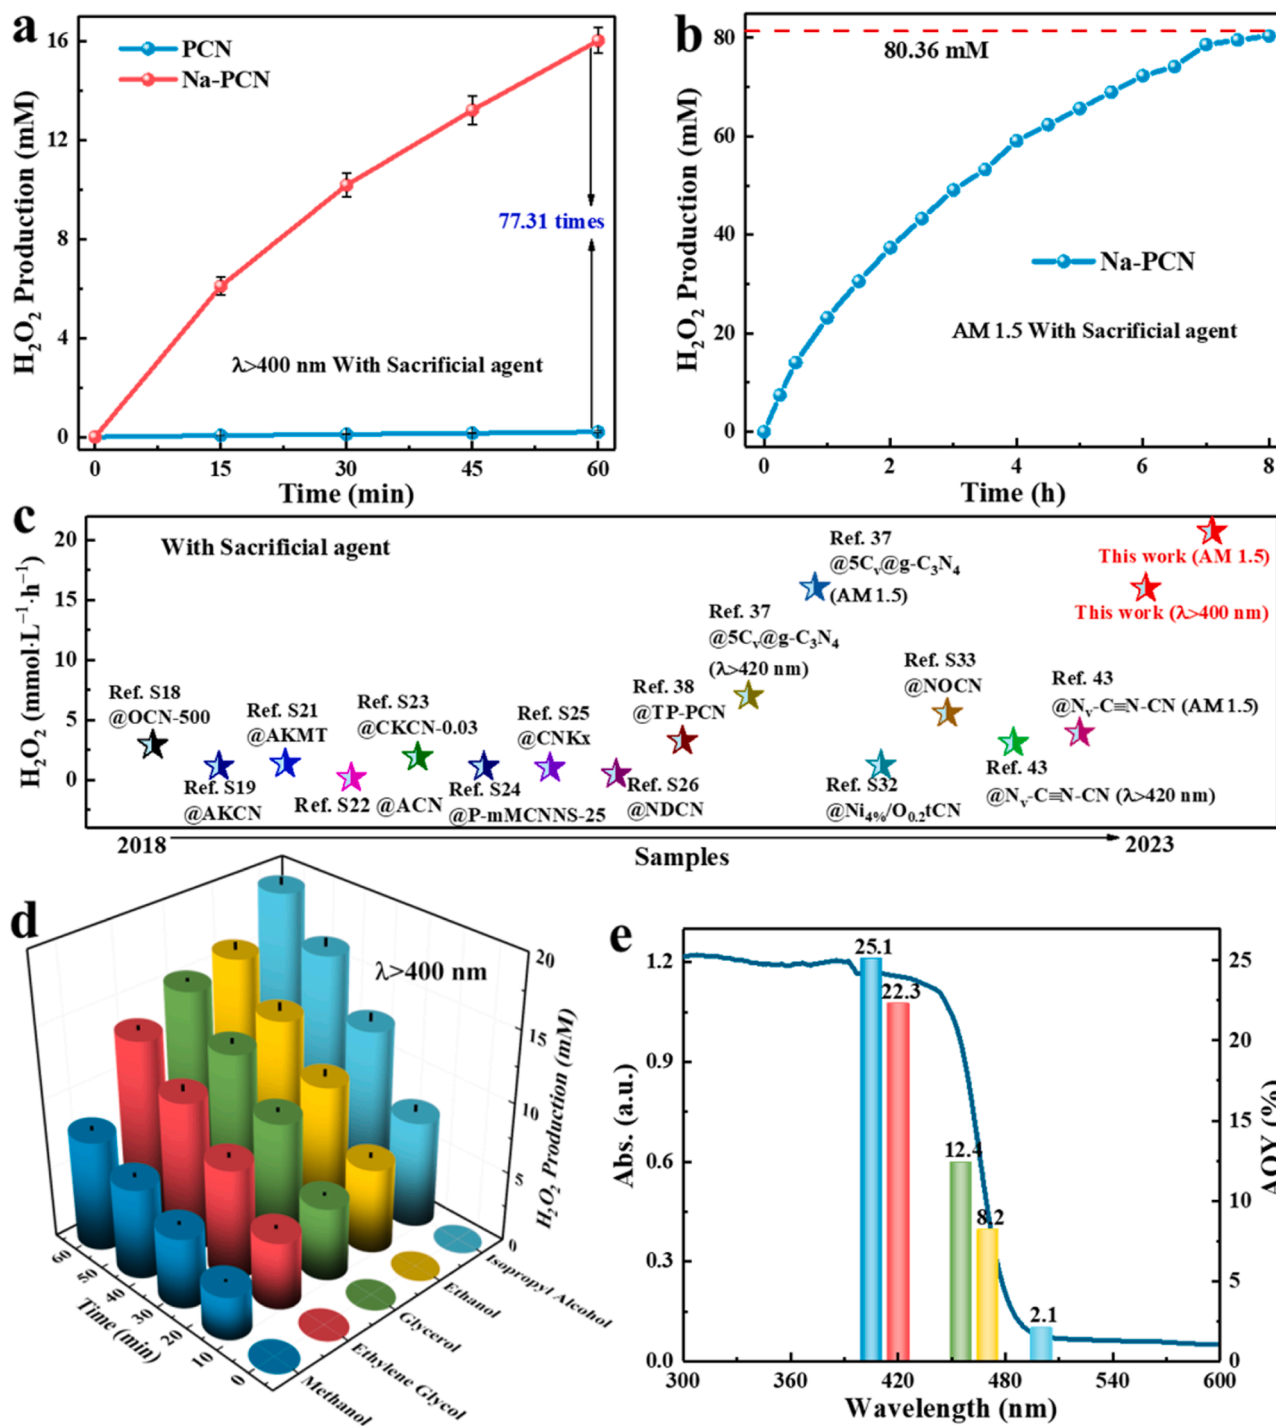 a
PCN
Na-PCN
16
12
8
4
0
H₂O₂ Production (mM)
77.31 times
λ>400 nm With Sacrificial agent
0 15 30 45 60
Time (min)
b
80.36 mM
80
60
40
20
0
H₂O₂ Production (mM)
Na-PCN
AM 1.5 With Sacrificial agent
0 2 4 6 8
Time (h)
c
With Sacrificial agent
20
15
10
5
0
H₂O₂ (mmol·L⁻¹·h⁻¹)
Ref. S18
@OCN-500
Ref. S19
@AKCN
Ref. S21
@AKMT
Ref. S22 @ACN
Ref. S23
@CKCN-0.03
Ref. S24
@P-mMCNNS-25
Ref. S25
@CNKx
Ref. S26
@NDCN
Ref. 38
@TP-PCN
Ref. 37
@5Cᵥ@g-C₃N₄
(λ>420 nm)
Ref. 37
@5Cᵥ@g-C₃N₄
(AM 1.5)
Ref. S32
@Ni₄%/O₀.₂tCN
Ref. S33
@NOCN
Ref. 43
@Nᵥ-C≡N-CN (λ>420 nm)
Ref. 43
@Nᵥ-C≡N-CN (AM 1.5)
This work (AM 1.5)
This work (λ>400 nm)
2018
Samples
2023
d
λ>400 nm
20
15
10
5
0
H₂O₂ Production (mM)
60
50
40
30
20
10
0
Time (min)
Isopropyl Alcohol
Ethanol
Glycerol
Ethylene Glycol
Methanol
e
1.2
0.9
0.6
0.3
0.0
Abs. (a.u.)
25.1
22.3
12.4
8.2
2.1
25
20
15
10
5
0
AQY (%)
300 360 420 480 540 600
Wavelength (nm)